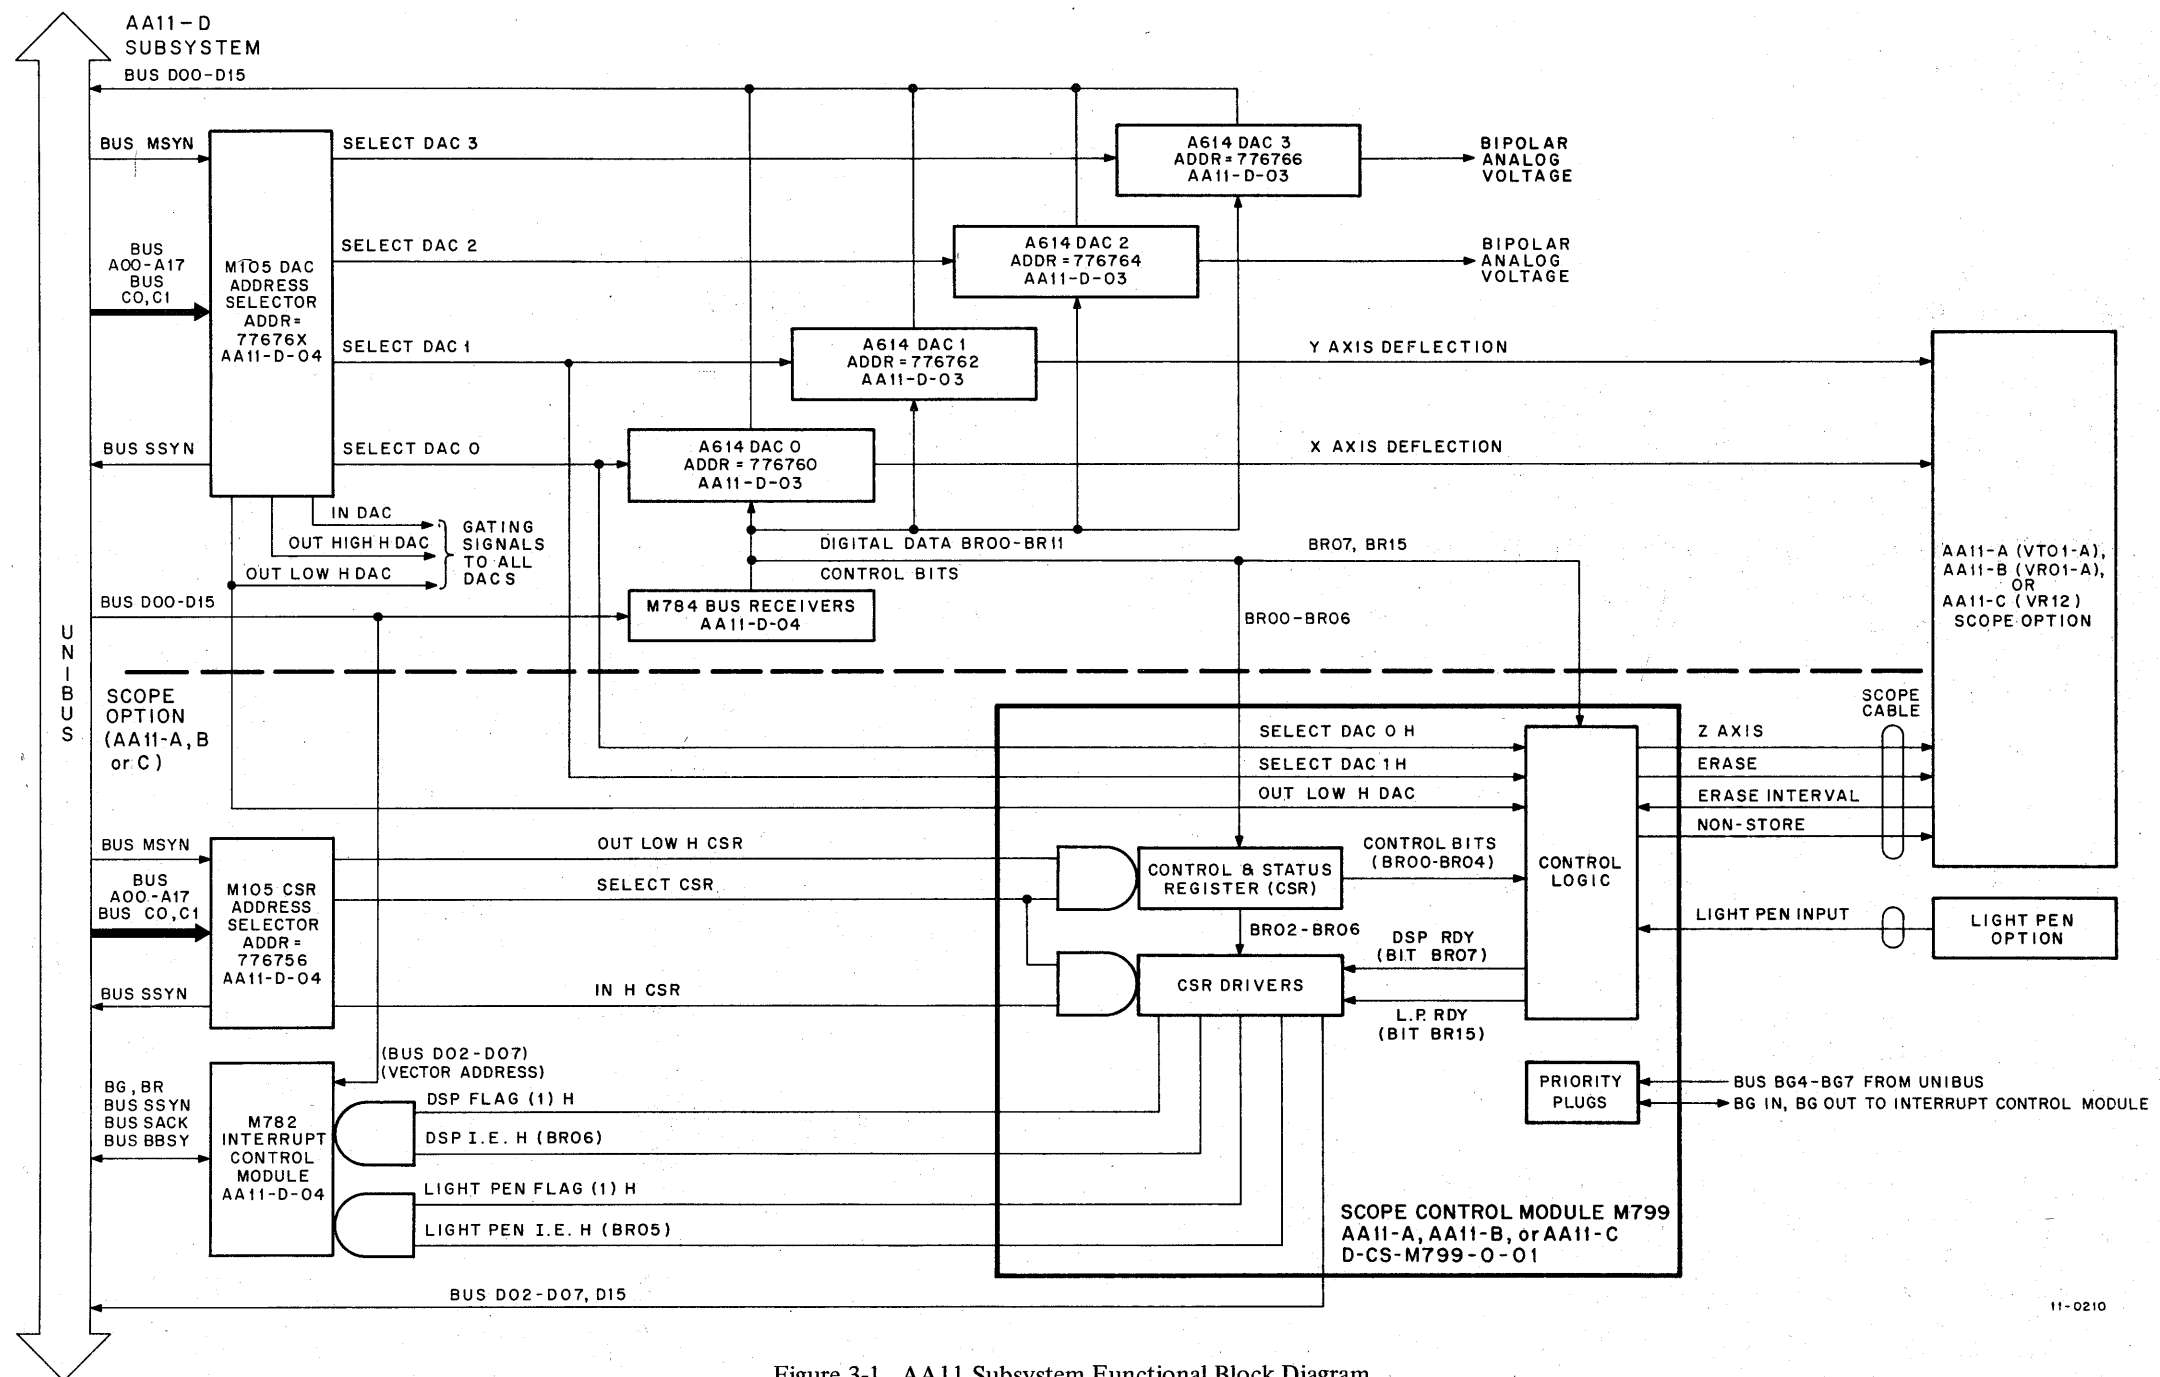 AA11-D
SUBSYSTEM
BUS D00-D15
BUS MSYN
SELECT DAC 3
A614 DAC 3
ADDR = 776766
AA11-D-03
BIPOLAR
ANALOG
VOLTAGE
BUS
A00-A17
BUS
C0,C1
M105 DAC
ADDRESS
SELECTOR
ADDR=
77676X
AA11-D-04
SELECT DAC 2
A614 DAC 2
ADDR = 776764
AA11-D-03
BIPOLAR
ANALOG
VOLTAGE
SELECT DAC 1
A614 DAC 1
ADDR = 776762
AA11-D-03
Y AXIS DEFLECTION
BUS SSYN
SELECT DAC 0
A614 DAC 0
ADDR = 776760
AA11-D-03
X AXIS DEFLECTION
IN DAC
OUT HIGH H DAC
OUT LOW H DAC
GATING
SIGNALS
TO ALL
DACS
DIGITAL DATA BR00-BR11
CONTROL BITS
BR07, BR15
AA11-A (VT01-A),
AA11-B (VR01-A),
OR
AA11-C (VR12)
SCOPE OPTION
BUS D00-D15
M784 BUS RECEIVERS
AA11-D-04
BR00-BR06
UNIBUS
SCOPE
OPTION
(AA11-A, B
or C)
SCOPE
CABLE
SELECT DAC 0 H
SELECT DAC 1 H
OUT LOW H DAC
Z AXIS
ERASE
ERASE INTERVAL
NON-STORE
CONTROL
LOGIC
BUS MSYN
BUS
A00-A17
BUS C0,C1
BUS SSYN
M105 CSR
ADDRESS
SELECTOR
ADDR=
776756
AA11-D-04
OUT LOW H CSR
SELECT CSR
IN H CSR
CONTROL & STATUS
REGISTER (CSR)
CONTROL BITS
(BR00-BR04)
BR02-BR06
CSR DRIVERS
DSP RDY
(BIT BR07)
L.P. RDY
(BIT BR15)
LIGHT PEN INPUT
LIGHT PEN
OPTION
(BUS D02-D07)
(VECTOR ADDRESS)
BG, BR
BUS SSYN
BUS SACK
BUS BBSY
M782
INTERRUPT
CONTROL
MODULE
AA11-D-04
DSP FLAG (1) H
DSP I.E. H (BR06)
LIGHT PEN FLAG (1) H
LIGHT PEN I.E. H (BR05)
PRIORITY
PLUGS
BUS BG4-BG7 FROM UNIBUS
BG IN, BG OUT TO INTERRUPT CONTROL MODULE
SCOPE CONTROL MODULE M799
AA11-A, AA11-B, or AA11-C
D-CS-M799-0-01
BUS D02-D07, D15
11-0210
Figure 3-1 AA11 Subsystem Functional Block Diagram